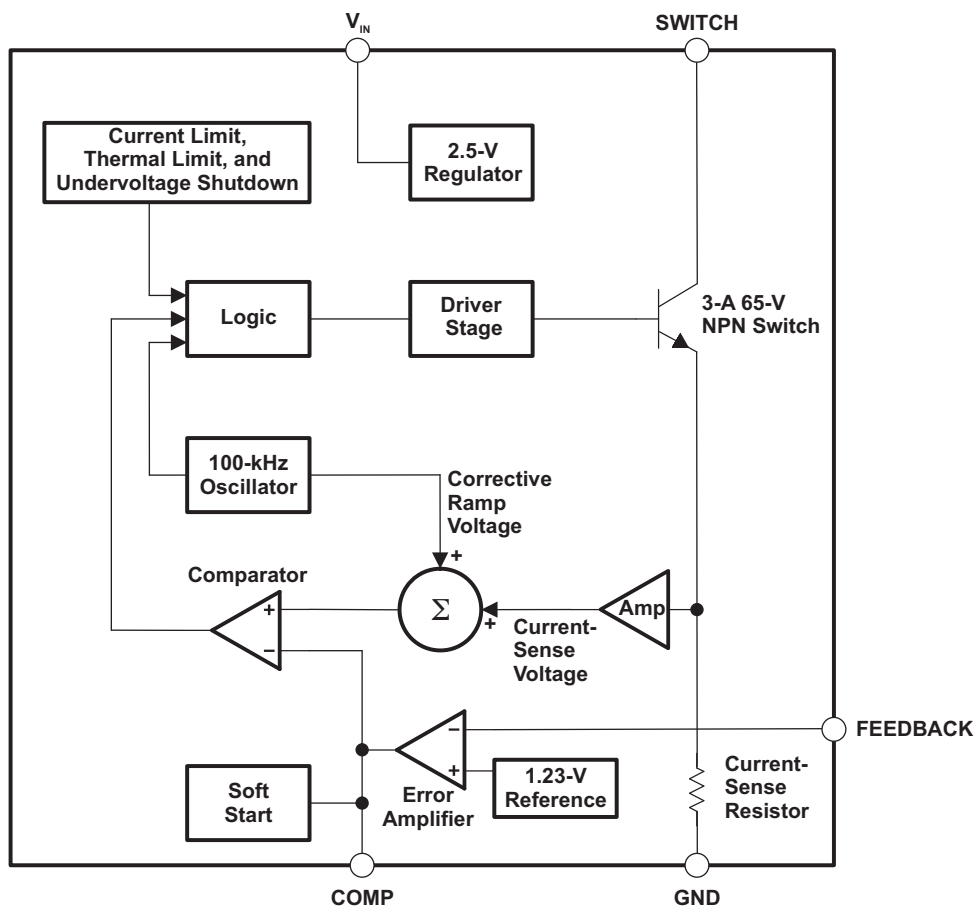 VIN
SWITCH
Current Limit,
Thermal Limit, and
Undervoltage Shutdown
2.5-V
Regulator
Logic
Driver
Stage
3-A 65-V
NPN Switch
100-kHz
Oscillator
Corrective
Ramp
Voltage
+
Comparator
+
−
Σ
+
Amp
Current-
Sense
Voltage
−
+
FEEDBACK
Soft
Start
Error
Amplifier
1.23-V
Reference
Current-
Sense
Resistor
COMP
GND